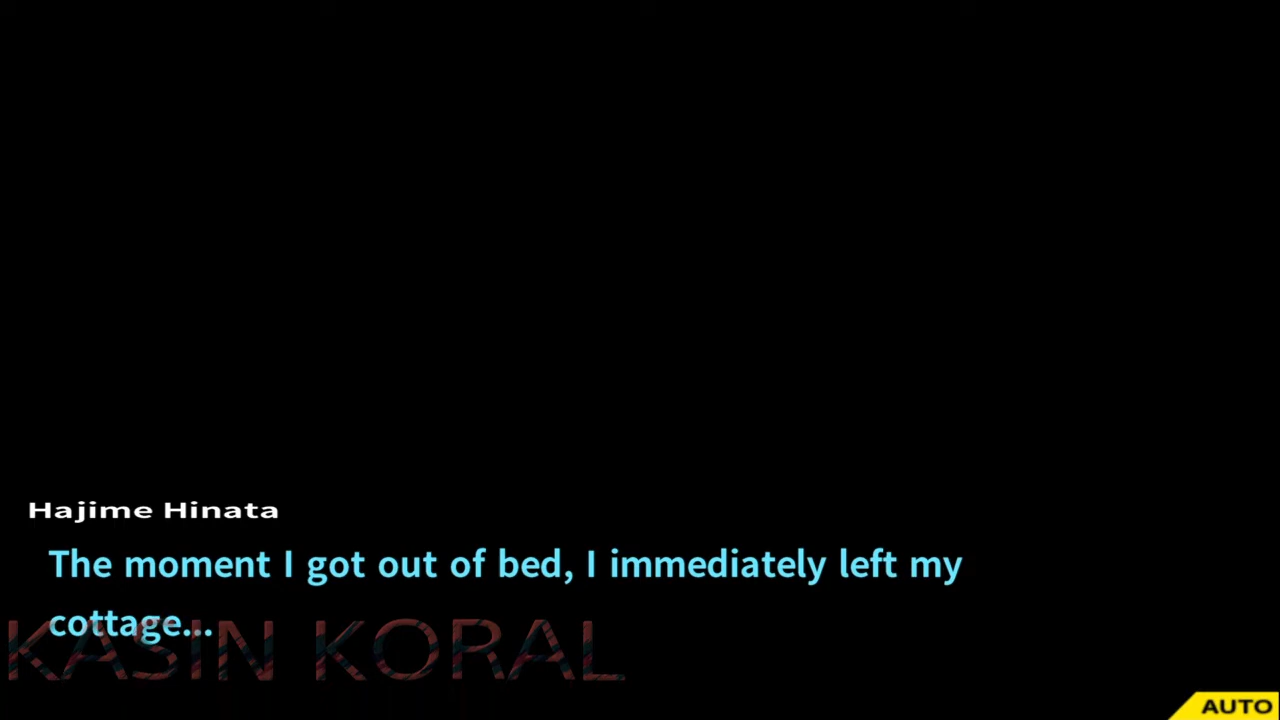 Hajime Hinata
The moment I got out of bed, I immediately left my
cottage...
KASIN KORAL
AUTO